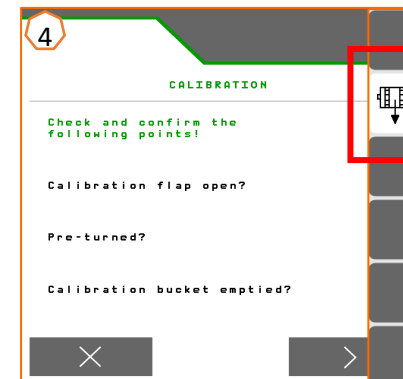 4
CALIBRATION
Check and confirm the
following points!
Calibration flap open?
Pre-turned?
Calibration bucket emptied?